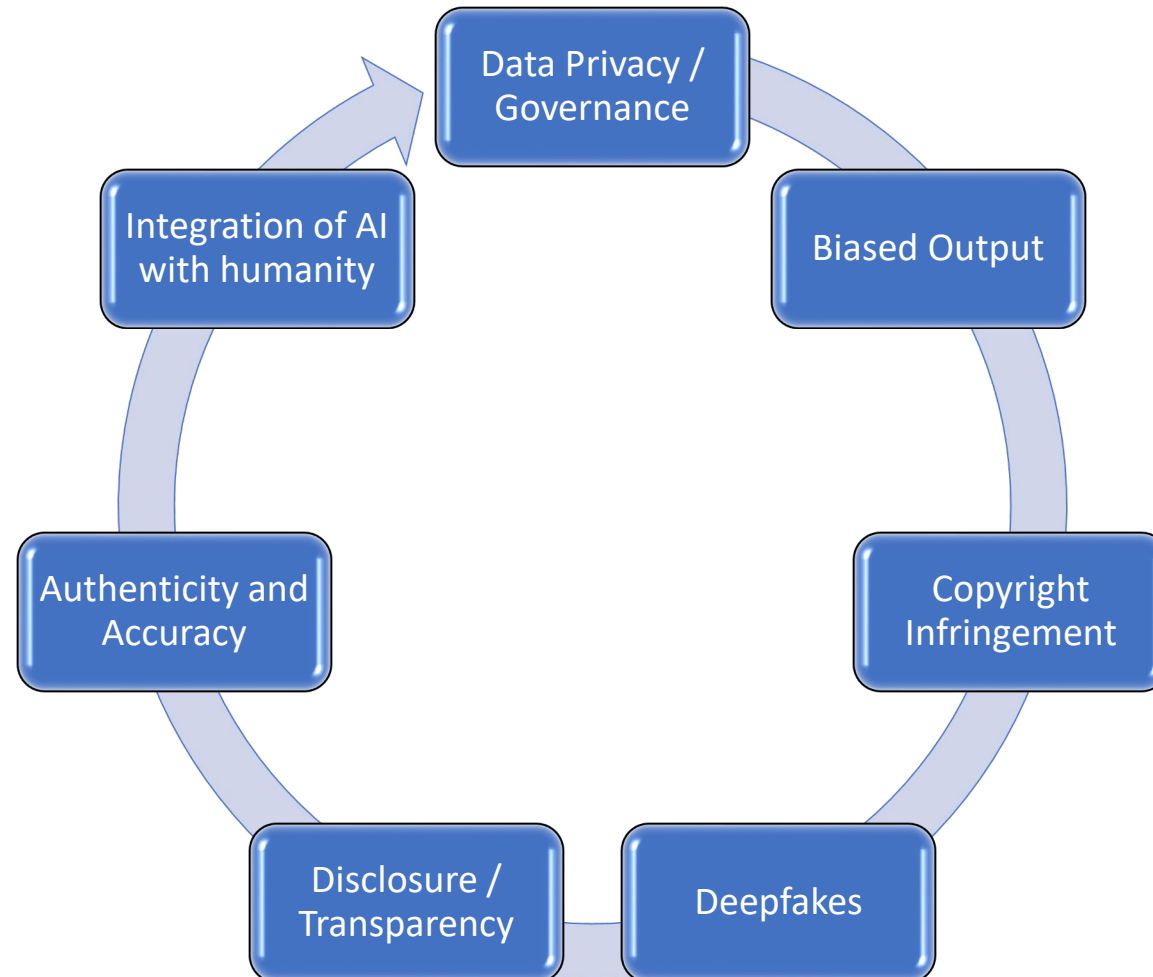 Data Privacy /
Governance
Biased Output
Copyright
Infringement
Deepfakes
Disclosure /
Transparency
Authenticity and
Accuracy
Integration of AI
with humanity